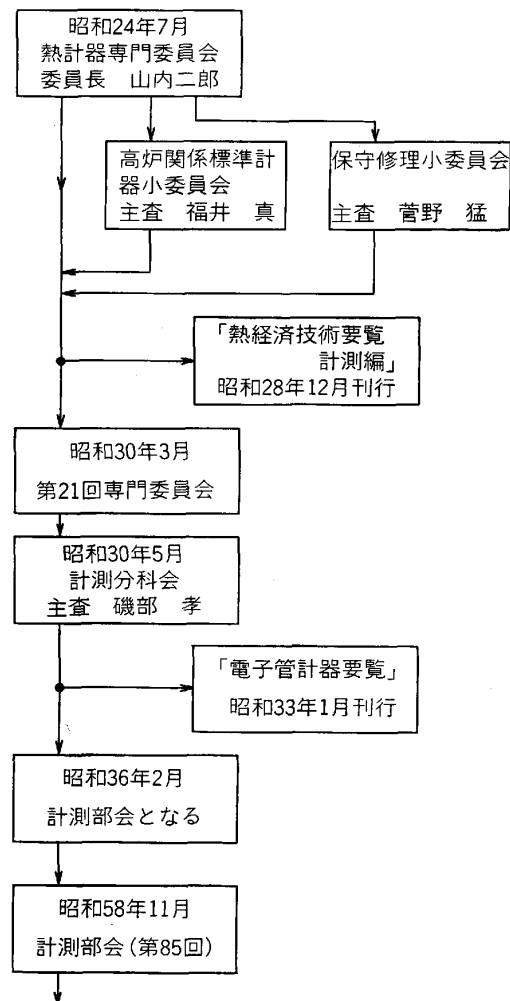 昭和24年7月
熱計器専門委員会
委員長　山内二郎
高炉関係標準計
器小委員会
主査　福井　真
保守修理小委員会
主査　菅野　猛
「熱経済技術要覧
計測編」
昭和28年12月刊行
昭和30年3月
第21回専門委員会
昭和30年5月
計測分科会
主査　磯部　孝
「電子管計器要覧」
昭和33年1月刊行
昭和36年2月
計測部会となる
昭和58年11月
計測部会(第85回)